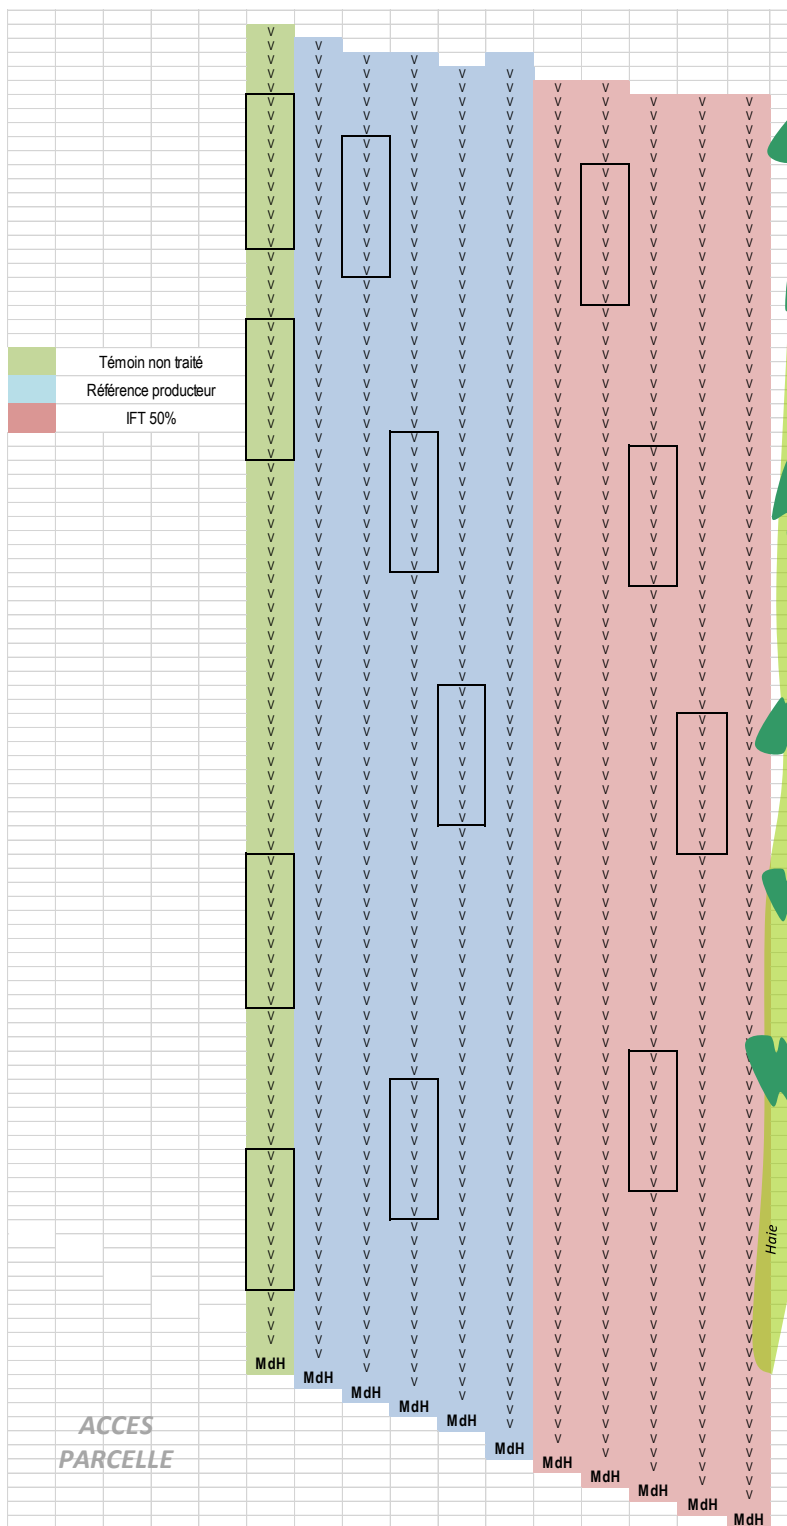 Témoin non traité
Référence producteur
IFT 50%
Haie
MdH
MdH
MdH
MdH
MdH
MdH
MdH
MdH
MdH
MdH
MdH
ACCES
PARCELLE